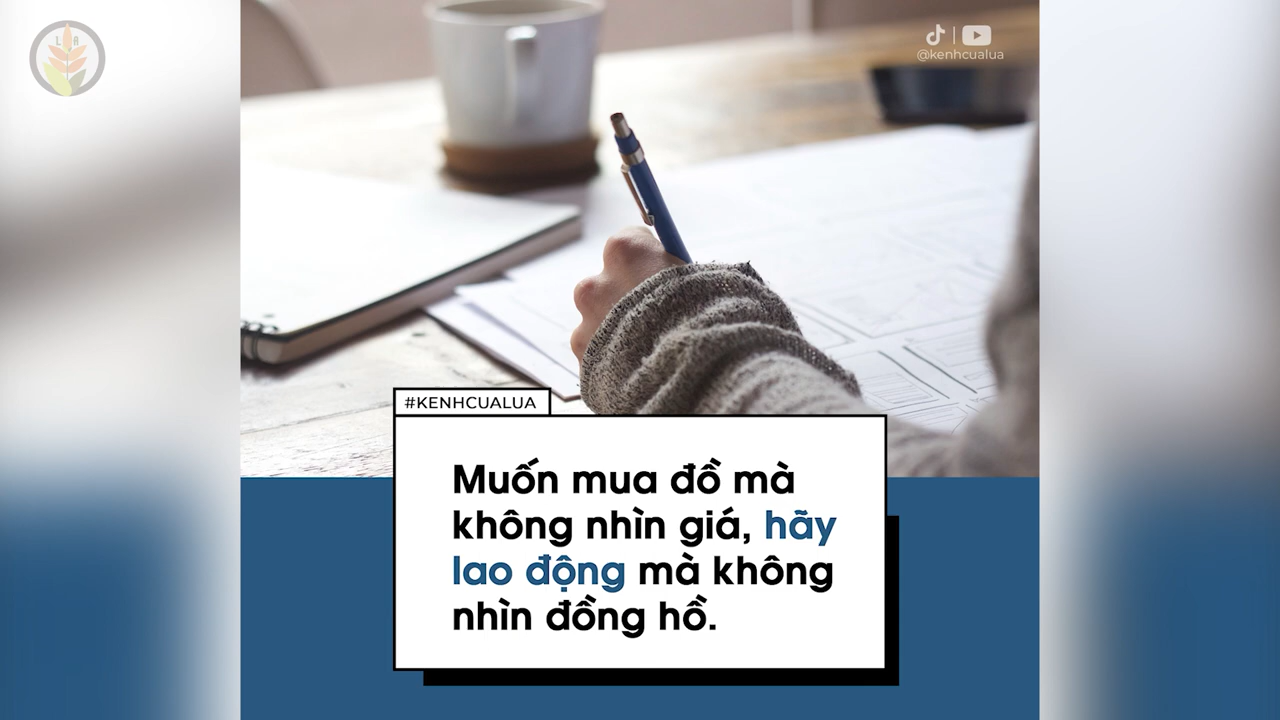 L A
@kenhcualua
#KENHCUALUA
Muốn mua đồ mà
không nhìn giá, hãy
lao động mà không
nhìn đồng hồ.